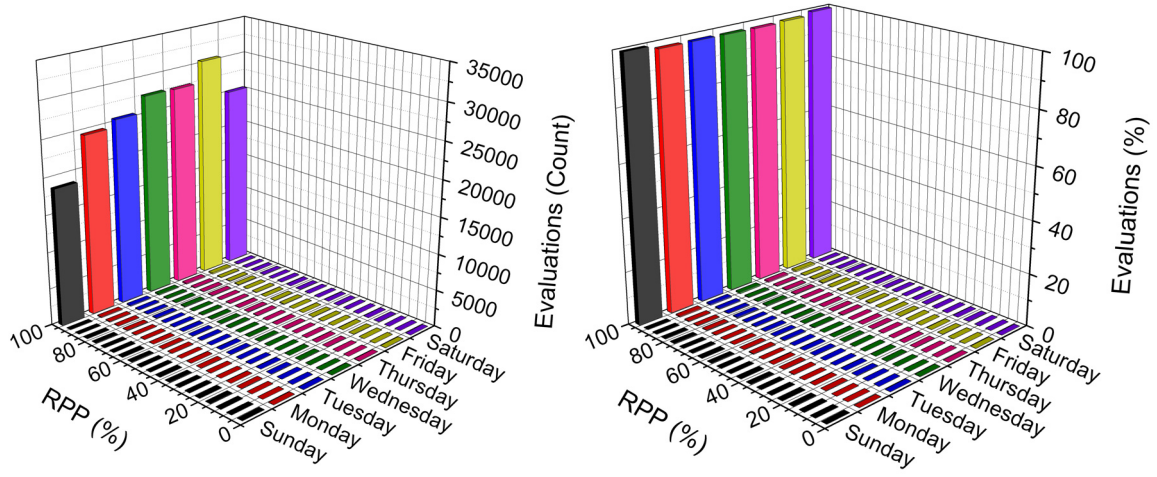 35000
30000
25000
20000
15000
10000
5000
0
Evaluations (Count)
100
80
60
40
20
0
RPP (%)
Saturday
Friday
Thursday
Wednesday
Tuesday
Monday
Sunday
100
80
60
40
20
0
Evaluations (%)
100
80
60
40
20
0
RPP (%)
Saturday
Friday
Thursday
Wednesday
Tuesday
Monday
Sunday